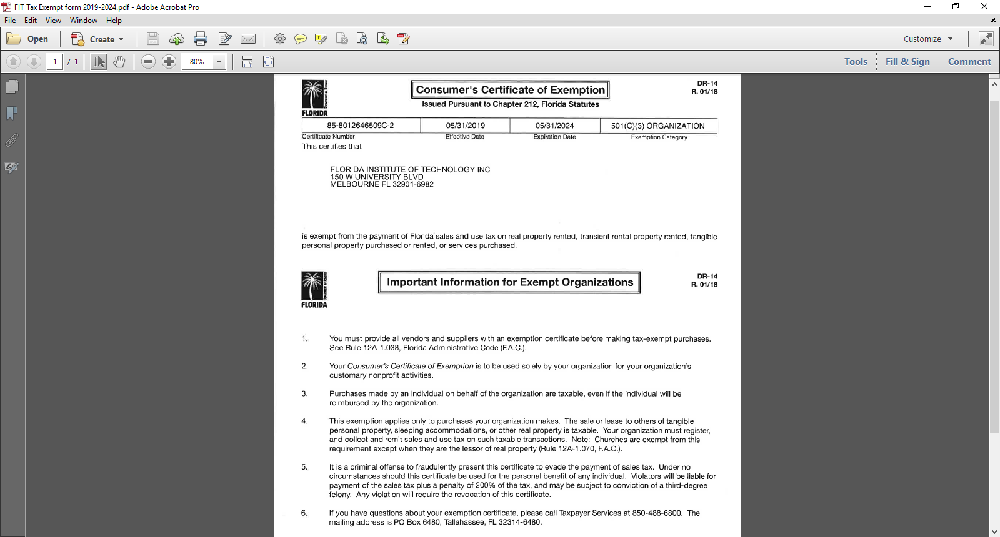 FIT Tax Exempt form 2019-2024.pdf - Adobe Acrobat Pro
File Edit View Window Help
Open Create Customize
1 / 1 80% Tools Fill & Sign Comment
Consumer's Certificate of Exemption
Issued Pursuant to Chapter 212, Florida Statutes
DR-14
R. 01/18
FLORIDA
85-8012646509C-2 05/31/2019 05/31/2024 501(C)(3) ORGANIZATION
Certificate Number Effective Date Expiration Date Exemption Category
This certifies that
FLORIDA INSTITUTE OF TECHNOLOGY INC
150 W UNIVERSITY BLVD
MELBOURNE FL 32901-6982
is exempt from the payment of Florida sales and use tax on real property rented, transient rental property rented, tangible
personal property purchased or rented, or services purchased.
Important Information for Exempt Organizations
DR-14
R. 01/18
FLORIDA
1. You must provide all vendors and suppliers with an exemption certificate before making tax-exempt purchases.
See Rule 12A-1.038, Florida Administrative Code (F.A.C.).
2. Your Consumer's Certificate of Exemption is to be used solely by your organization for your organization's
customary nonprofit activities.
3. Purchases made by an individual on behalf of the organization are taxable, even if the individual will be
reimbursed by the organization.
4. This exemption applies only to purchases your organization makes. The sale or lease to others of tangible
personal property, sleeping accommodations, or other real property is taxable. Your organization must register,
and collect and remit sales and use tax on such taxable transactions. Note: Churches are exempt from this
requirement except when they are the lessor of real property (Rule 12A-1.070, F.A.C.).
5. It is a criminal offense to fraudulently present this certificate to evade the payment of sales tax. Under no
circumstances should this certificate be used for the personal benefit of any individual. Violators will be liable for
payment of the sales tax plus a penalty of 200% of the tax, and may be subject to conviction of a third-degree
felony. Any violation will require the revocation of this certificate.
6. If you have questions about your exemption certificate, please call Taxpayer Services at 850-488-6800. The
mailing address is PO Box 6480, Tallahassee, FL 32314-6480.